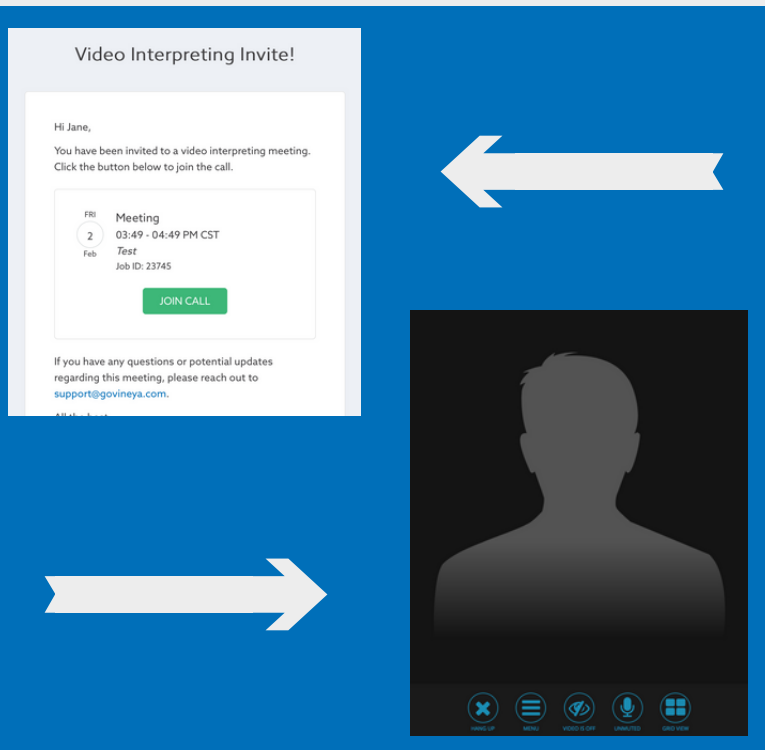 Video Interpreting Invite!
Hi Jane,
You have been invited to a video interpreting meeting.
Click the button below to join the call.
FRI
2
Feb
Meeting
03:49 - 04:49 PM CST
Test
Job ID: 23745
JOIN CALL
If you have any questions or potential updates
regarding this meeting, please reach out to
support@govineya.com.
All the best
HANG UP
MENU
VIDEO IS OFF
UNMUTED
GRID VIEW